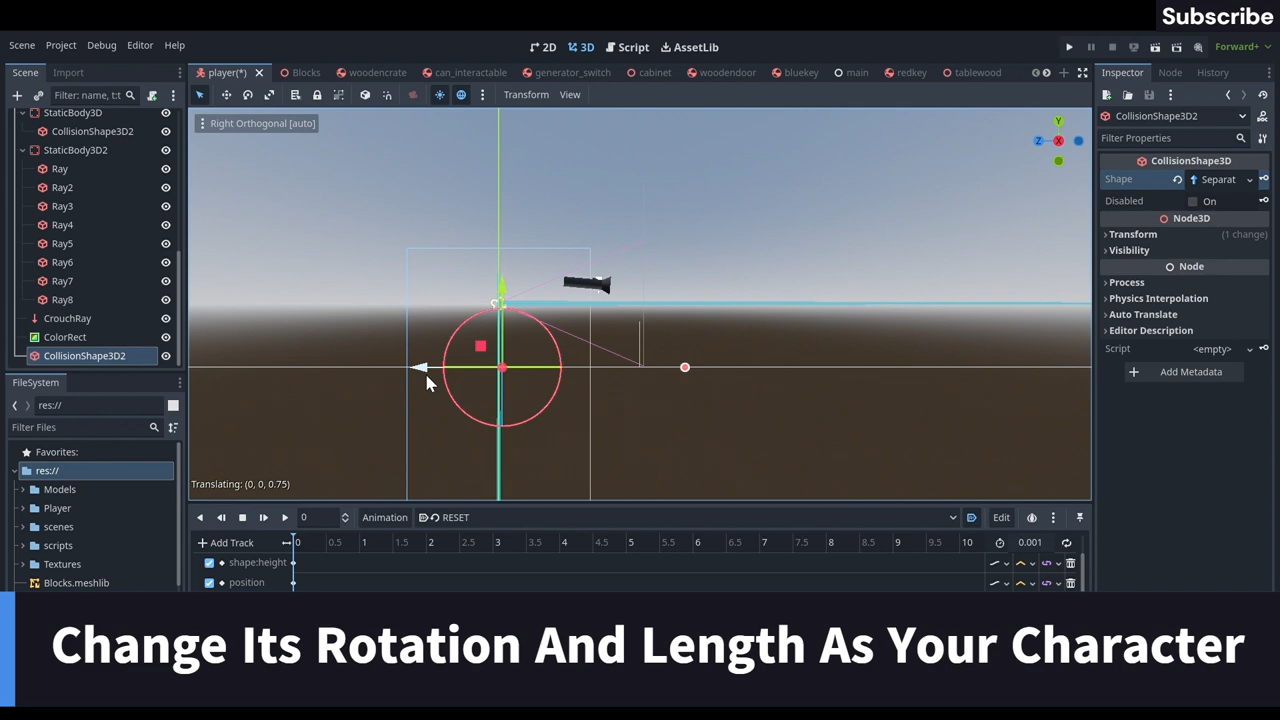 Subscribe
Scene Project Debug Editor Help
2D 3D Script AssetLib
Forward+
Scene Import
player(*) Blocks woodencrate can_interactable generator_switch cabinet woodendoor bluekey main redkey tablewood
Inspector Node History
Filter: name, t:t
Transform View
StaticBody3D
CollisionShape3D2
StaticBody3D2
Ray
Ray2
Ray3
Ray4
Ray5
Ray6
Ray7
Ray8
CrouchRay
ColorRect
CollisionShape3D2
Right Orthogonal [auto]
Y
Z X
Translating: (0, 0, 0.75)
CollisionShape3D2
Filter Properties
CollisionShape3D
Shape Separat
Disabled On
Node3D
Transform (1 change)
Visibility
Node
Process
Physics Interpolation
Auto Translate
Editor Description
Script <empty>
Add Metadata
FileSystem
res://
Filter Files
Favorites:
res://
Models
Player
scenes
scripts
Textures
Blocks.meshlib
0 Animation RESET Edit
Add Track 0 0.5 1 1.5 2 2.5 3 3.5 4 4.5 5 5.5 6 6.5 7 7.5 8 8.5 9 9.5 10 0.001
shape:height
position
Change Its Rotation And Length As Your Character